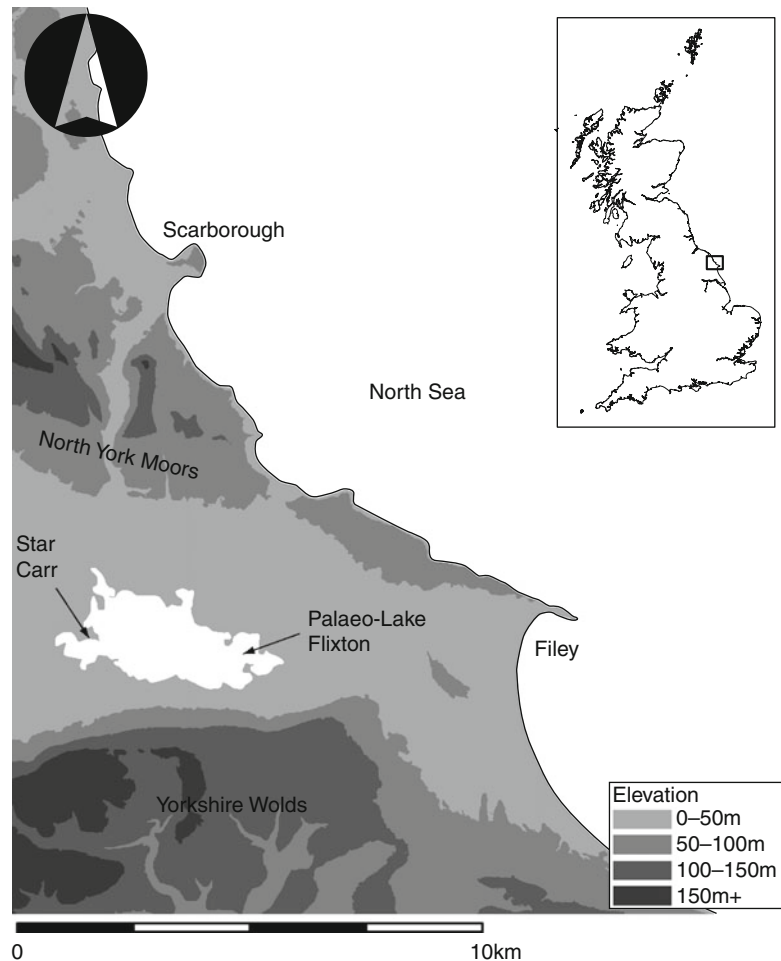 Scarborough
North Sea
North York Moors
Star
Carr
Palaeo-Lake
Flixton
Filey
Yorkshire Wolds
Elevation
0–50m
50–100m
100–150m
150m+
0
10km